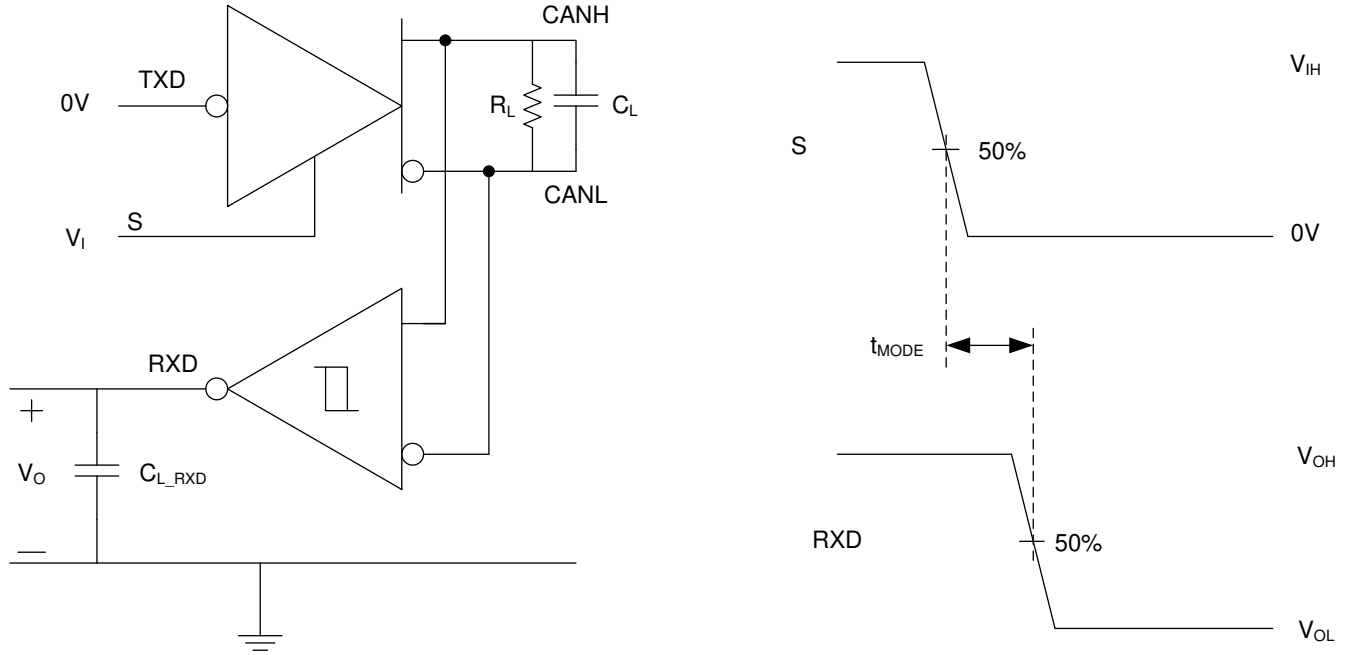 CANH
TXD
0V
R_L
C_L
CANL
S
V_I
RXD
+
V_O
C_L_RXD
—
V_IH
S
50%
0V
t_MODE
V_OH
RXD
50%
V_OL